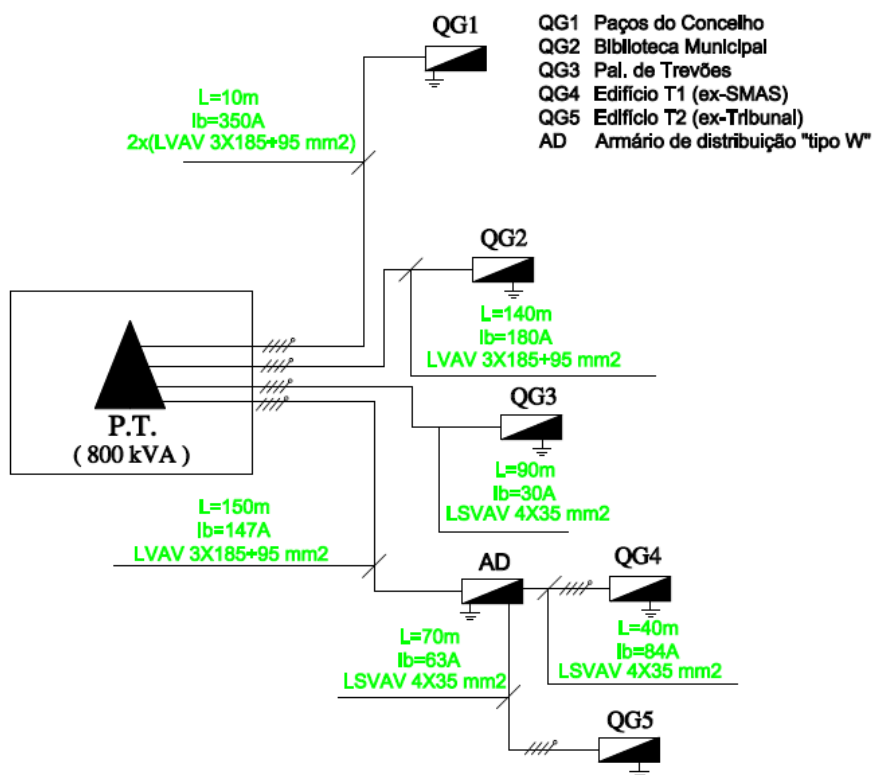 QG1
QG1 Paços do Concelho
QG2 Biblioteca Municipal
QG3 Pal. de Trevões
QG4 Edifício T1 (ex-SMAS)
QG5 Edifício T2 (ex-Tribunal)
AD Armário de distribuição "tipo W"
L=10m
Ib=350A
2x(LVAV 3X185+95 mm2)
QG2
L=140m
Ib=180A
LVAV 3X185+95 mm2
P.T.
( 800 kVA )
QG3
L=90m
Ib=30A
LSVAV 4X35 mm2
L=150m
Ib=147A
LVAV 3X185+95 mm2
AD
QG4
L=40m
Ib=84A
LSVAV 4X35 mm2
L=70m
Ib=63A
LSVAV 4X35 mm2
QG5